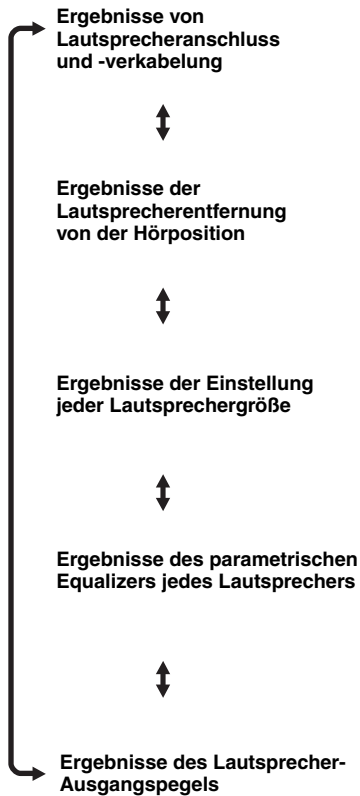 Ergebnisse von
Lautsprecheranschluss
und -verkabelung
Ergebnisse der
Lautsprecherentfernung
von der Hörposition
Ergebnisse der Einstellung
jeder Lautsprechergröße
Ergebnisse des parametrischen
Equalizers jedes Lautsprechers
Ergebnisse des Lautsprecher-
Ausgangspegels